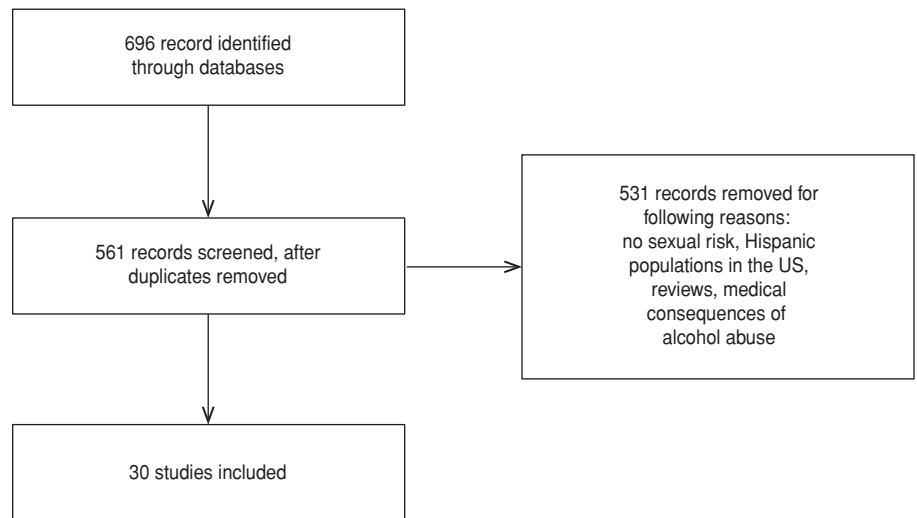 696 record identified
through databases
561 records screened, after
duplicates removed
531 records removed for
following reasons:
no sexual risk, Hispanic
populations in the US,
reviews, medical
consequences of
alcohol abuse
30 studies included